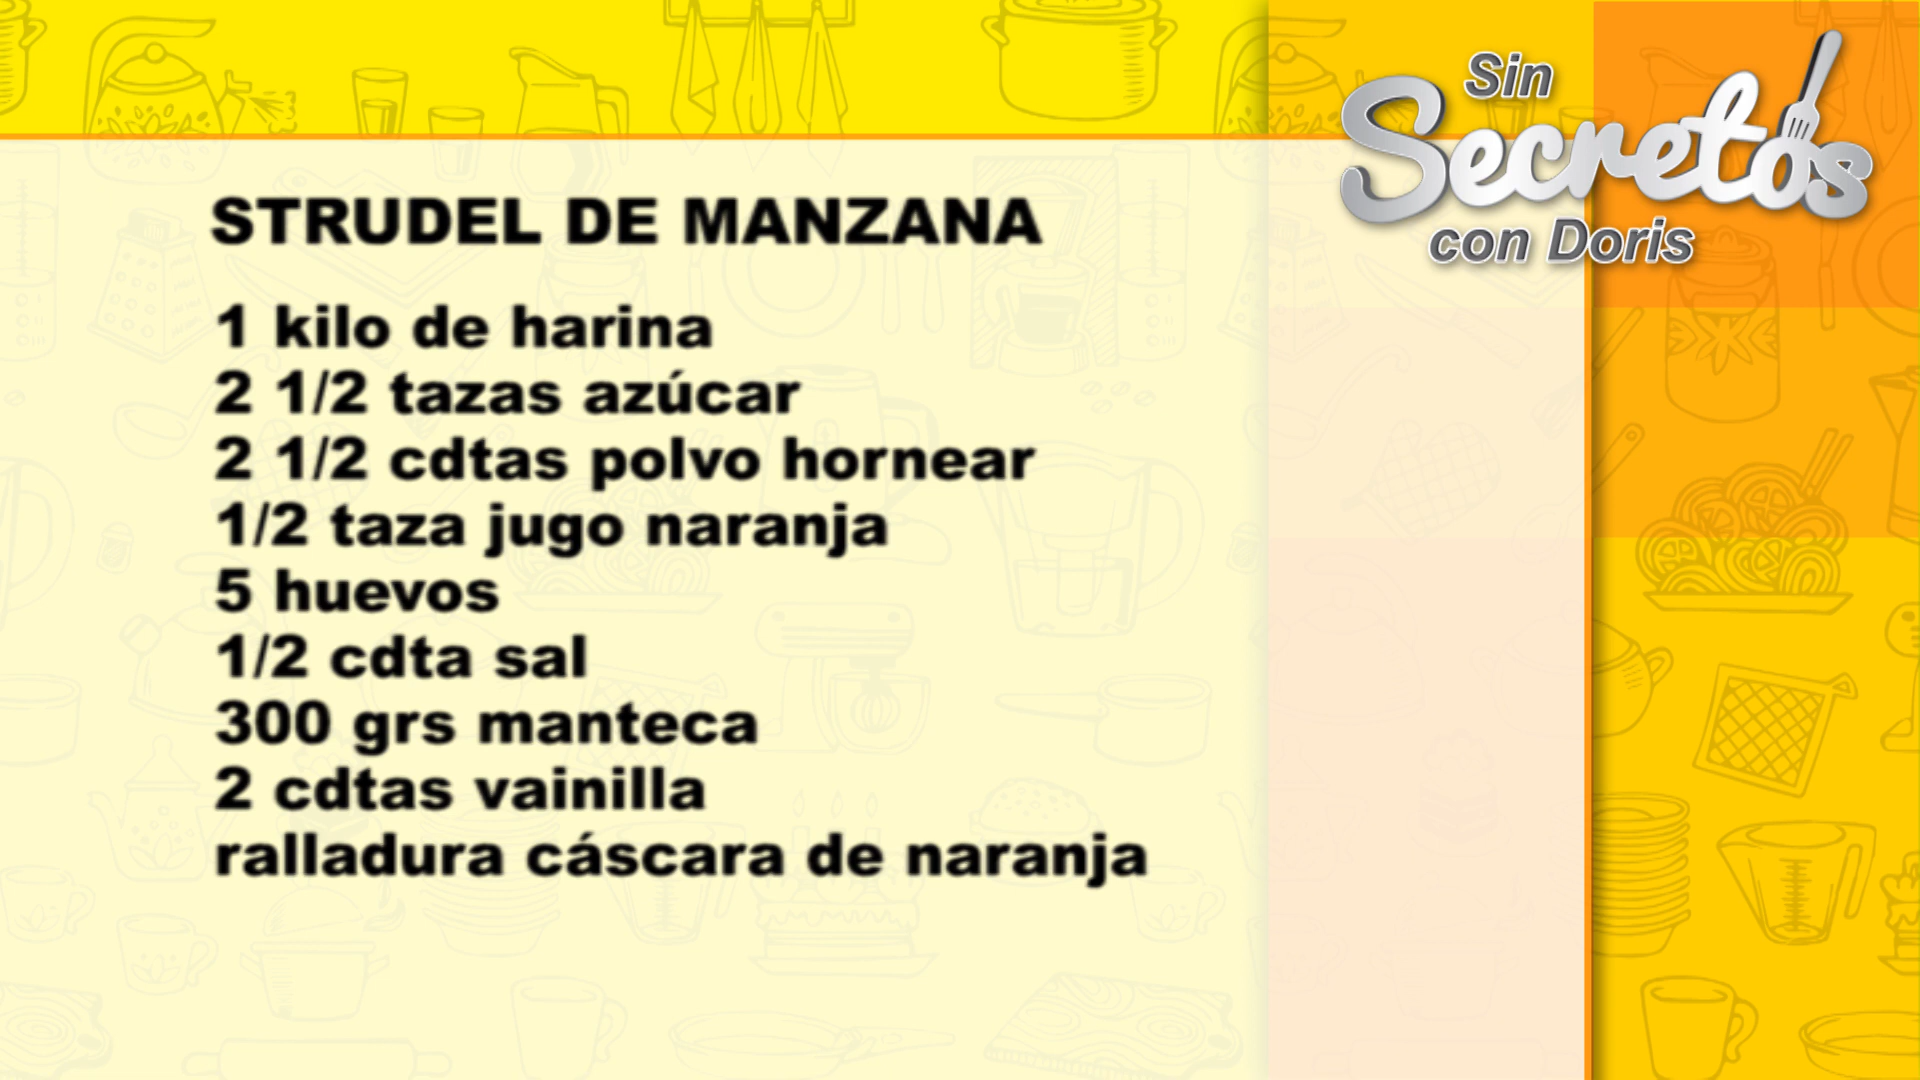 Sin
Secretos
con Doris
STRUDEL DE MANZANA
1 kilo de harina
2 1/2 tazas azúcar
2 1/2 cdtas polvo hornear
1/2 taza jugo naranja
5 huevos
1/2 cdta sal
300 grs manteca
2 cdtas vainilla
ralladura cáscara de naranja